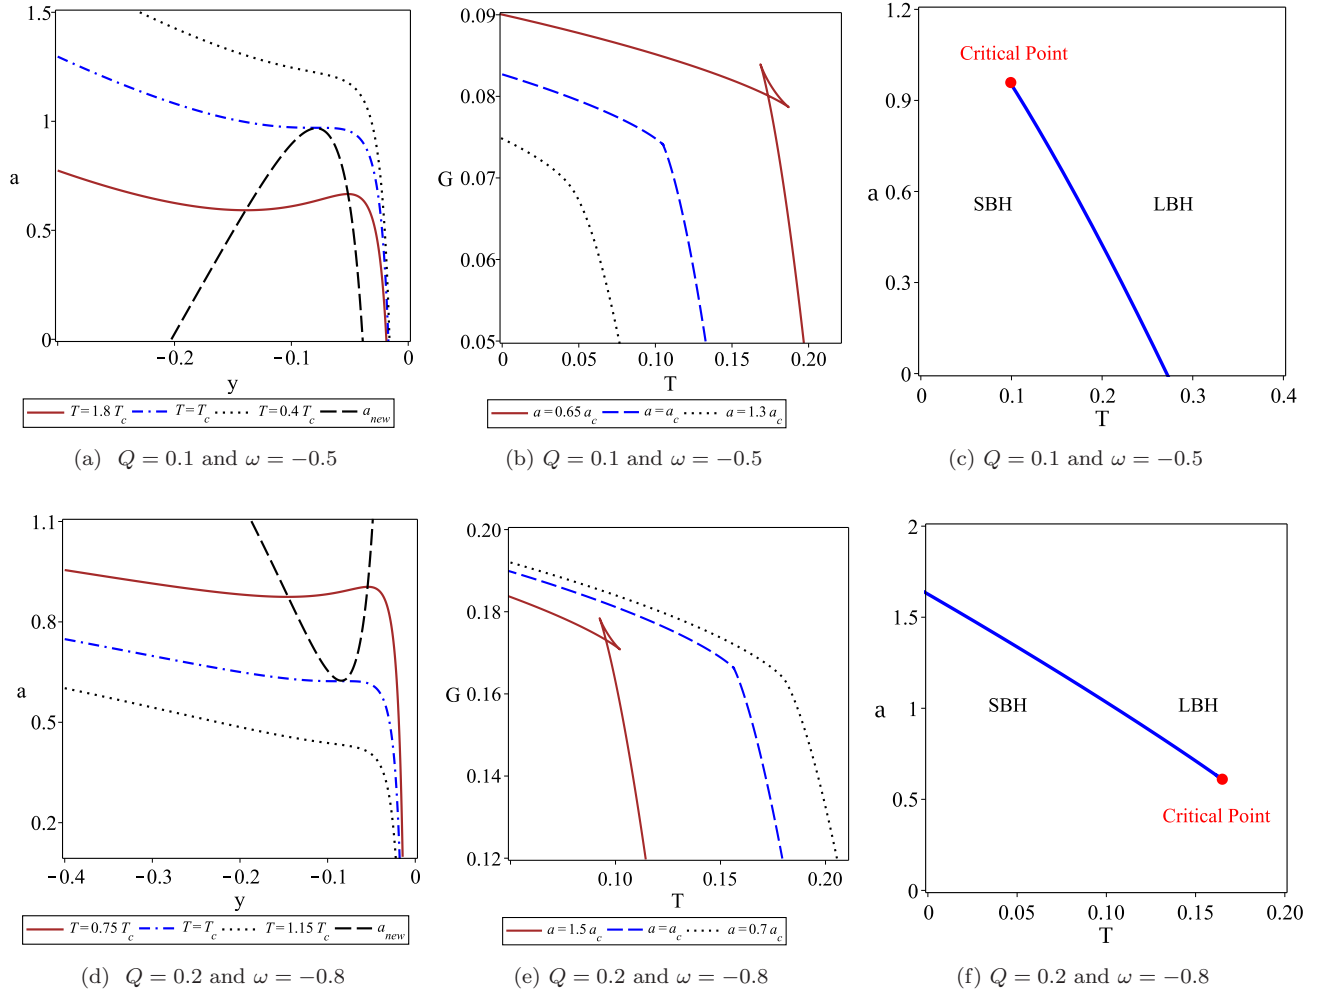 1.5
1
a
0.5
0
−0.2
−0.1
0
y
T = 1.8 T_c T = T_c T = 0.4 T_c a_new
(a) Q = 0.1 and ω = −0.5
0.09
0.08
G 0.07
0.06
0.05
0 0.05 0.10 0.15 0.20
T
a = 0.65 a_c a = a_c a = 1.3 a_c
(b) Q = 0.1 and ω = −0.5
1.2
Critical Point
0.9
a 0.6
SBH LBH
0.3
0
0 0.1 0.2 0.3 0.4
T
(c) Q = 0.1 and ω = −0.5
1.1
0.8
a
0.5
0.2
−0.4 −0.3 −0.2 −0.1 0
y
T = 0.75 T_c T = T_c T = 1.15 T_c a_new
(d) Q = 0.2 and ω = −0.8
0.20
0.18
G 0.16
0.14
0.12
0.10 0.15 0.20
T
a = 1.5 a_c a = a_c a = 0.7 a_c
(e) Q = 0.2 and ω = −0.8
2
1.5
SBH LBH
a 1
Critical Point
0.5
0
0 0.05 0.10 0.15 0.20
T
(f) Q = 0.2 and ω = −0.8